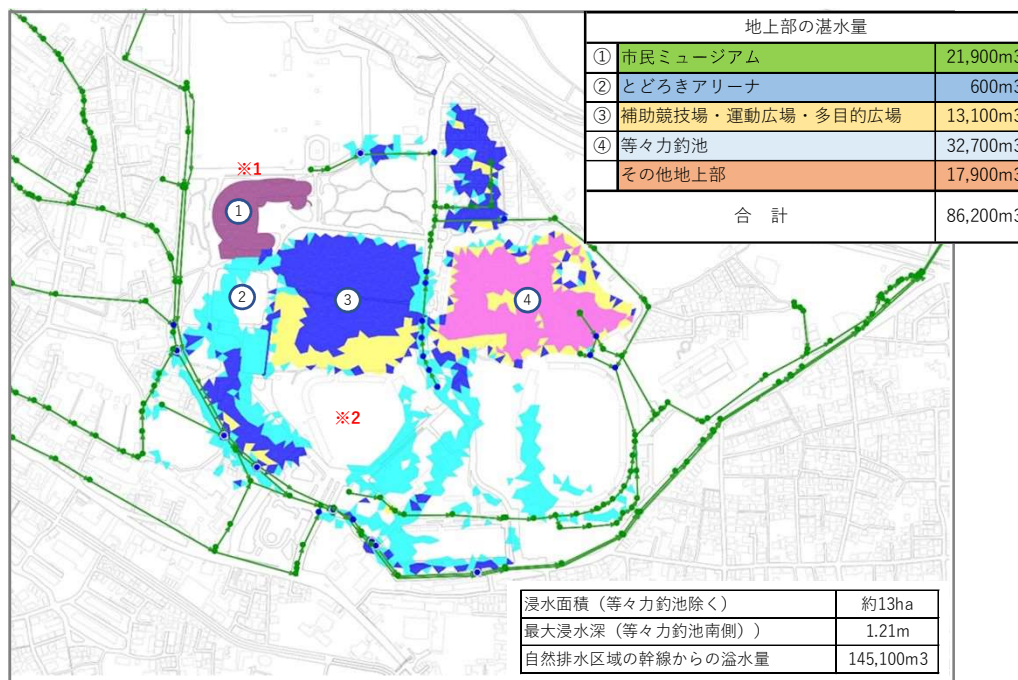 地上部の湛水量
① 市民ミュージアム 21,900m3
② とどろきアリーナ 600m3
③ 補助競技場・運動広場・多目的広場 13,100m3
④ 等々力釣池 32,700m3
その他地上部 17,900m3
合 計 86,200m3
※1
①
②
③
④
※2
浸水面積（等々力釣池除く） 約13ha
最大浸水深（等々力釣池南側）） 1.21m
自然排水区域の幹線からの溢水量 145,100m3